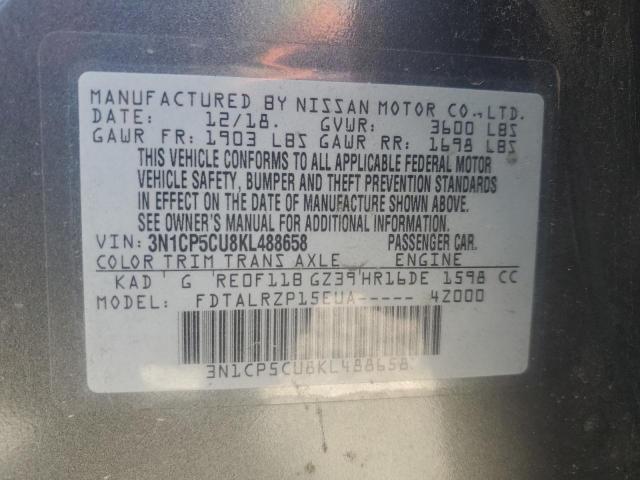 MANUFACTURED BY NISSAN MOTOR CO.,LTD.
DATE: 12/18. GVWR: 3600 LBS
GAWR FR: 1903 LBS GAWR RR: 1698 LBS
THIS VEHICLE CONFORMS TO ALL APPLICABLE FEDERAL MOTOR
VEHICLE SAFETY, BUMPER AND THEFT PREVENTION STANDARDS
IN EFFECT ON THE DATE OF MANUFACTURE SHOWN ABOVE.
SEE OWNER'S MANUAL FOR ADDITIONAL INFORMATION.
VIN: 3N1CP5CU8KL488658 PASSENGER CAR.
COLOR TRIM TRANS AXLE ENGINE
KAD G RE0F11B GZ39 HR16DE 1598 CC
MODEL: FDTALRZP15EUA----- 4Z000
3N1CP5CU8KL488658